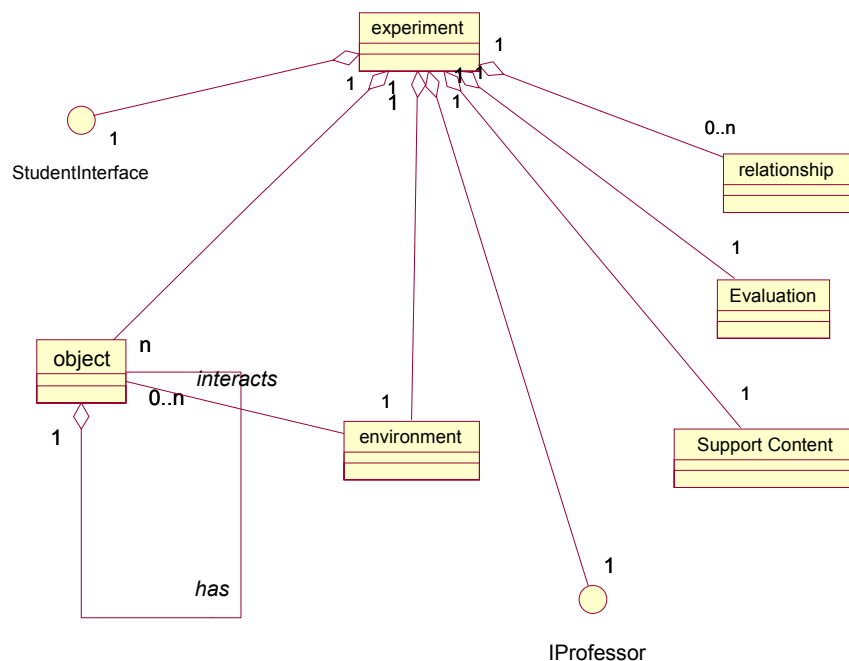 experiment
1
1
1
1
1
1
1
1
StudentInterface
0..n
relationship
1
Evaluation
n
object
interacts
0..n
1
1
1
environment
Support Content
has
1
IProfessor